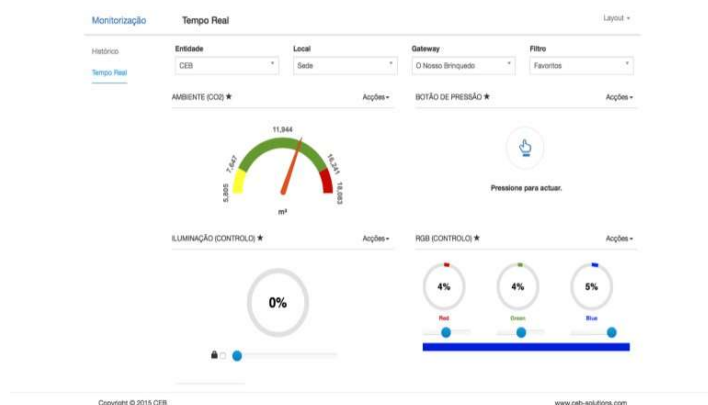 Monitorização Tempo Real Layout
Histórico
Tempo Real
Entidade Local Gateway Filtro
CEB Sede O Nosso Brinquedo Favoritos
AMBIENTE (CO2) ★ Acções BOTÃO DE PRESSÃO ★ Acções
5,805 7,647 11,944 16,241 18,083
m³
Pressione para actuar.
ILUMINAÇÃO (CONTROLO) ★ Acções RGB (CONTROLO) ★ Acções
0% 4% 4% 5%
Red Green Blue
Copyright © 2015 CEB www.ceb-solutions.com